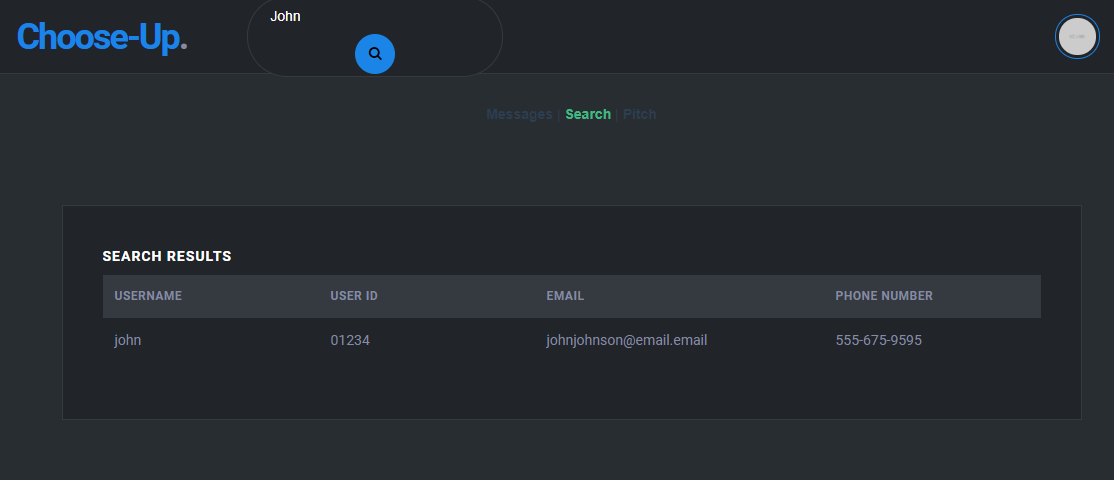 Choose-Up.
John
Messages | Search | Pitch
SEARCH RESULTS
USERNAME USER ID EMAIL PHONE NUMBER
john 01234 johnjohnson@email.email 555-675-9595